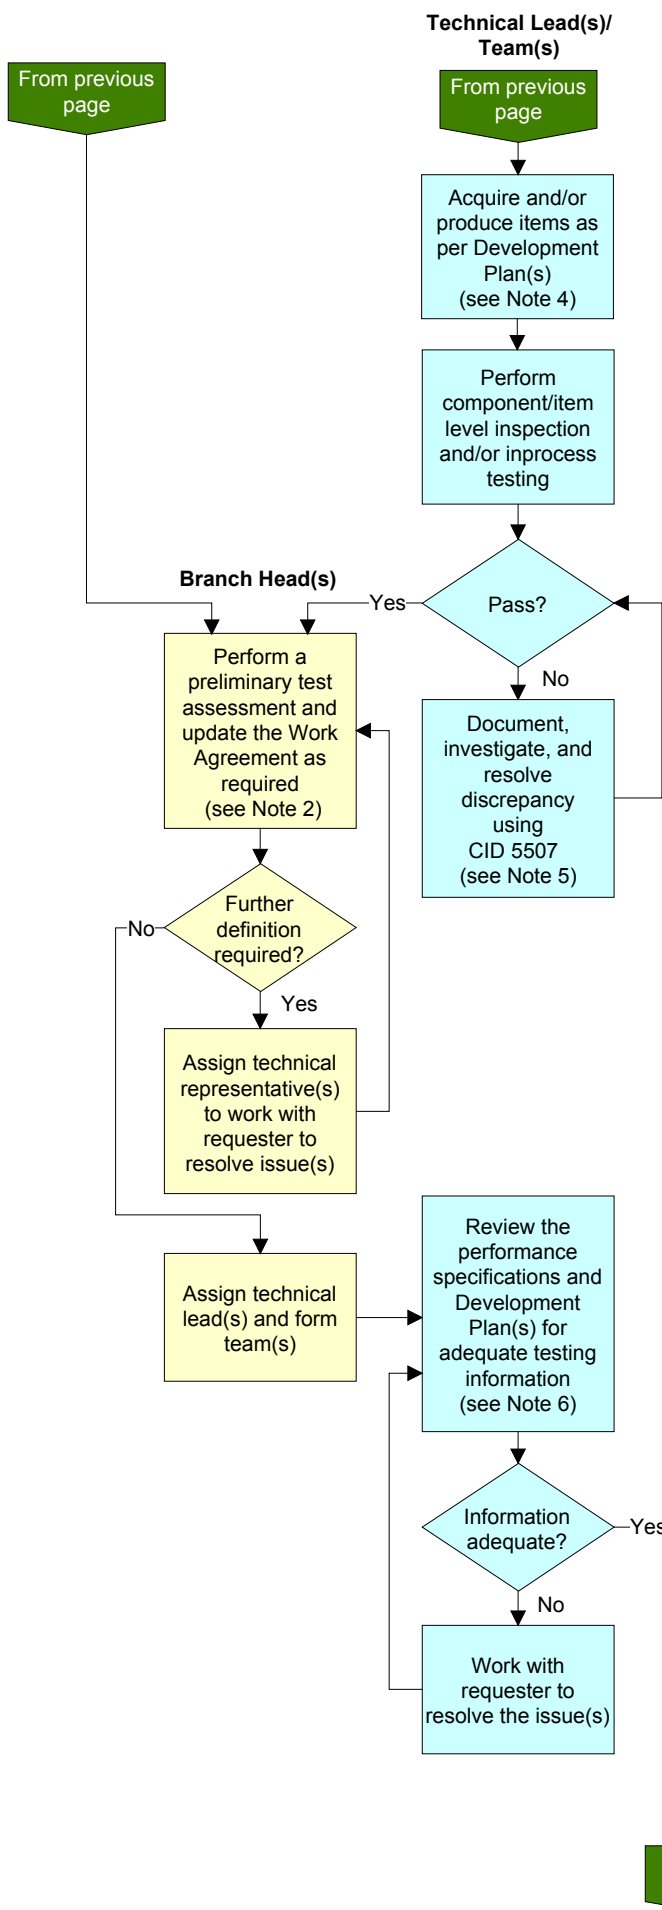 Technical Lead(s)/
Team(s)
From previous
page
From previous
page
Acquire and/or
produce items as
per Development
Plan(s)
(see Note 4)
Perform
component/item
level inspection
and/or inprocess
testing
Branch Head(s)
Yes
Pass?
No
Perform a
preliminary test
assessment and
update the Work
Agreement as
required
(see Note 2)
Document,
investigate, and
resolve
discrepancy
using
CID 5507
(see Note 5)
Further
definition
required?
No
Yes
Assign technical
representative(s)
to work with
requester to
resolve issue(s)
Assign technical
lead(s) and form
team(s)
Review the
performance
specifications and
Development
Plan(s) for
adequate testing
information
(see Note 6)
Information
adequate?
Yes
No
Work with
requester to
resolve the issue(s)